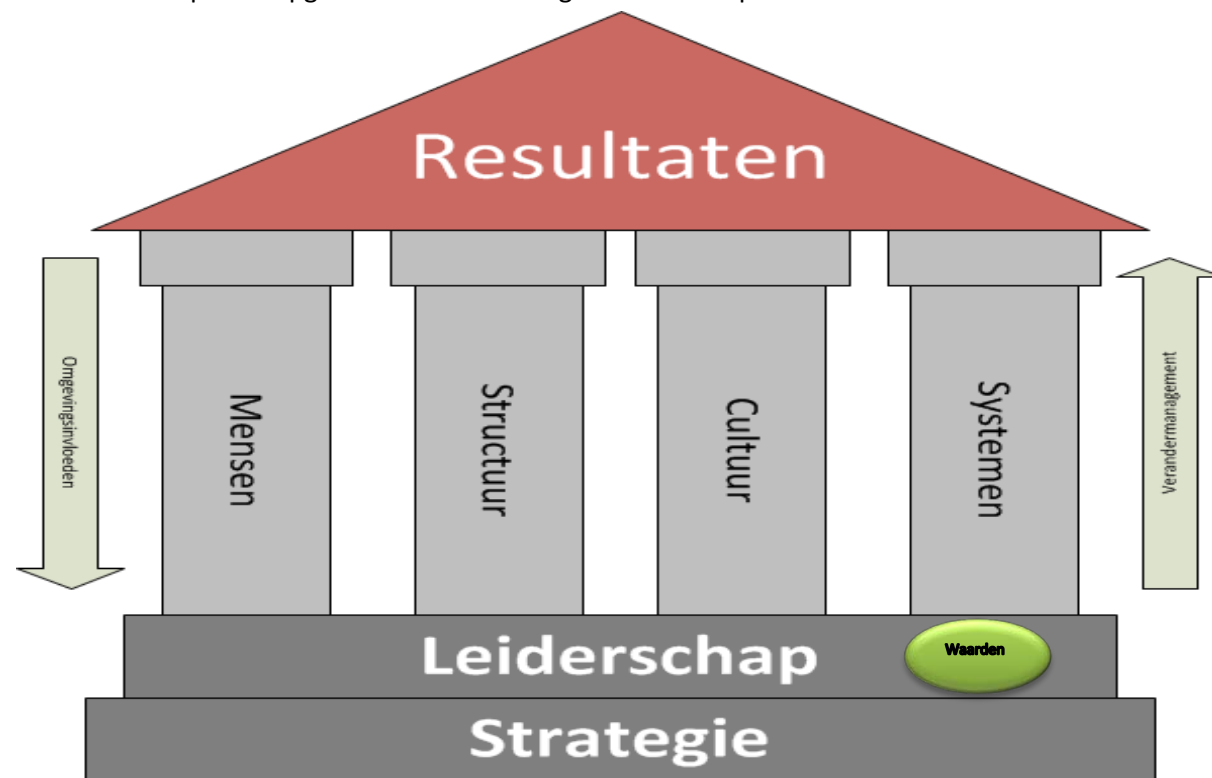 Resultaten
Omgevingsinvloeden
Mensen
Structuur
Cultuur
Systemen
Verandermanagement
Leiderschap
Waarden
Strategie